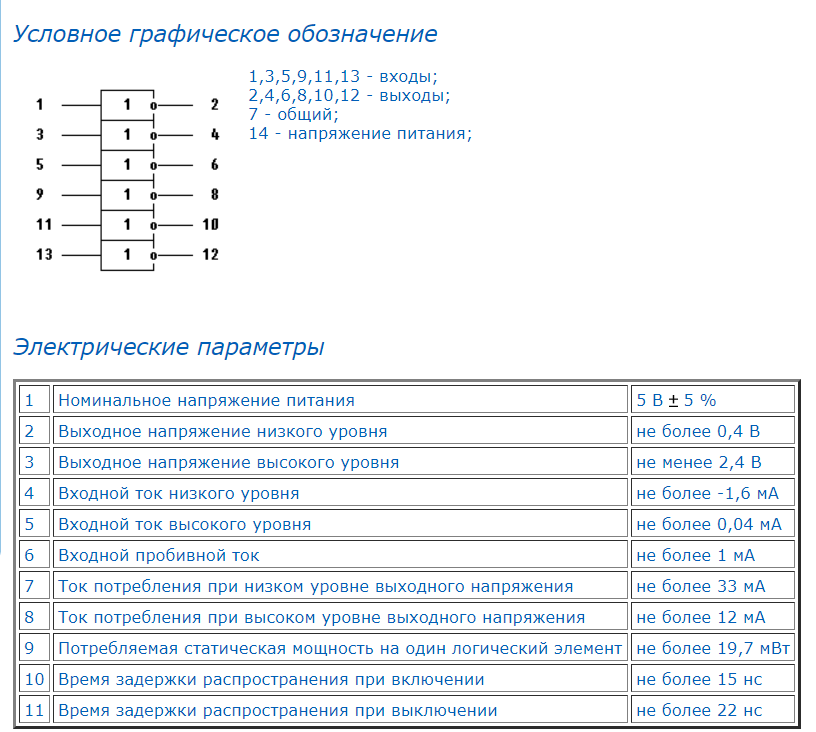 Условное графическое обозначение
1,3,5,9,11,13 - входы;
2,4,6,8,10,12 - выходы;
7 - общий;
14 - напряжение питания;
1 1 2
3 1 4
5 1 6
9 1 8
11 1 10
13 1 12
Электрические параметры
1 Номинальное напряжение питания 5 В ± 5 %
2 Выходное напряжение низкого уровня не более 0,4 В
3 Выходное напряжение высокого уровня не менее 2,4 В
4 Входной ток низкого уровня не более -1,6 мА
5 Входной ток высокого уровня не более 0,04 мА
6 Входной пробивной ток не более 1 мА
7 Ток потребления при низком уровне выходного напряжения не более 33 мА
8 Ток потребления при высоком уровне выходного напряжения не более 12 мА
9 Потребляемая статическая мощность на один логический элемент не более 19,7 мВт
10 Время задержки распространения при включении не более 15 нс
11 Время задержки распространения при выключении не более 22 нс